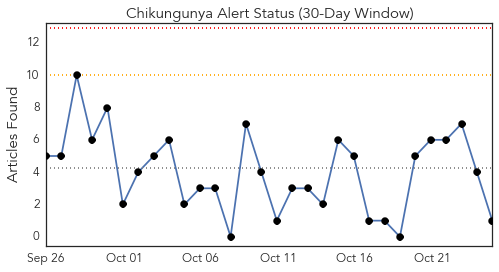 Chikungunya Alert Status (30-Day Window)
Articles Found
12
10
8
6
4
2
0
Sep 26 Oct 01 Oct 06 Oct 11 Oct 16 Oct 21